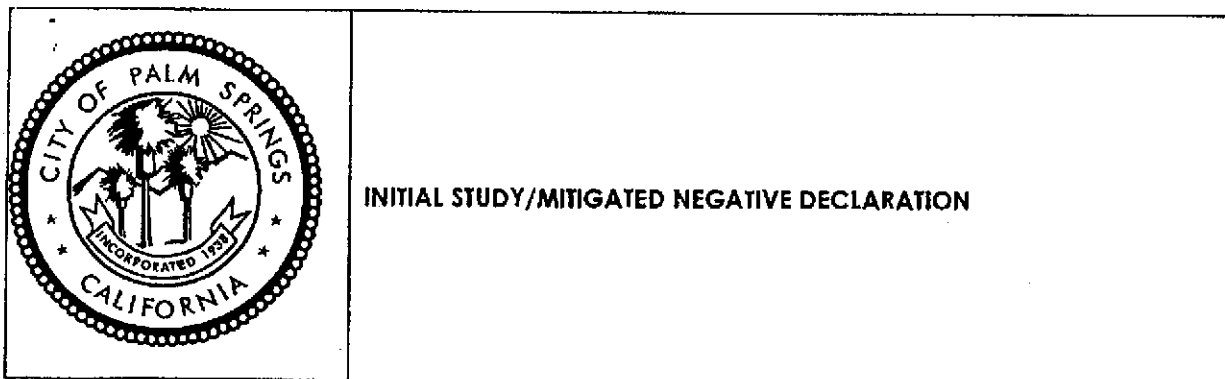 CITY OF PALM SPRINGS
INCORPORATED 1938
CALIFORNIA
INITIAL STUDY/MITIGATED NEGATIVE DECLARATION